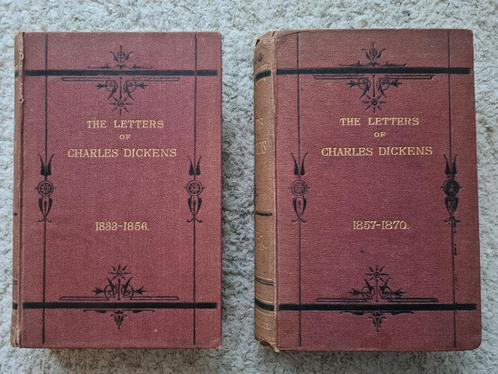 THE LETTERS
OF
CHARLES DICKENS
1833-1856.
THE LETTERS
OF
CHARLES DICKENS
1857-1870.